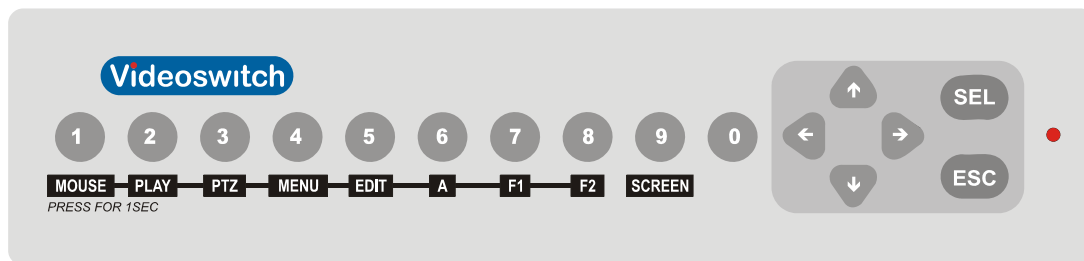 Videoswitch
1 2 3 4 5 6 7 8 9 0
MOUSE PLAY PTZ MENU EDIT A F1 F2 SCREEN
PRESS FOR 1SEC
SEL
ESC